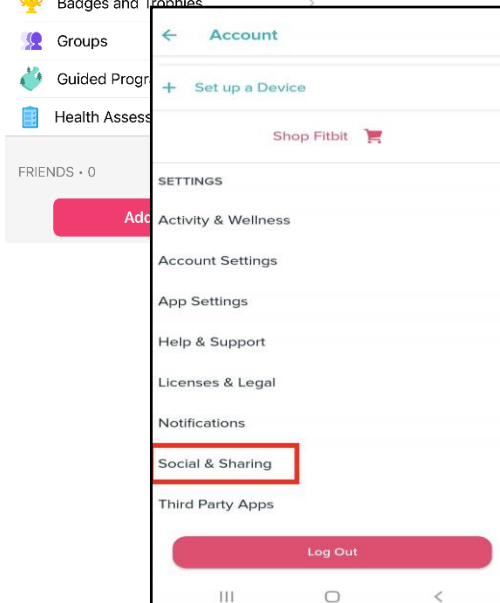 Badges and Trophies
Groups
Guided Progr
Health Assess
FRIENDS • 0
Add
Account
+ Set up a Device
Shop Fitbit
SETTINGS
Activity & Wellness
Account Settings
App Settings
Help & Support
Licenses & Legal
Notifications
Social & Sharing
Third Party Apps
Log Out